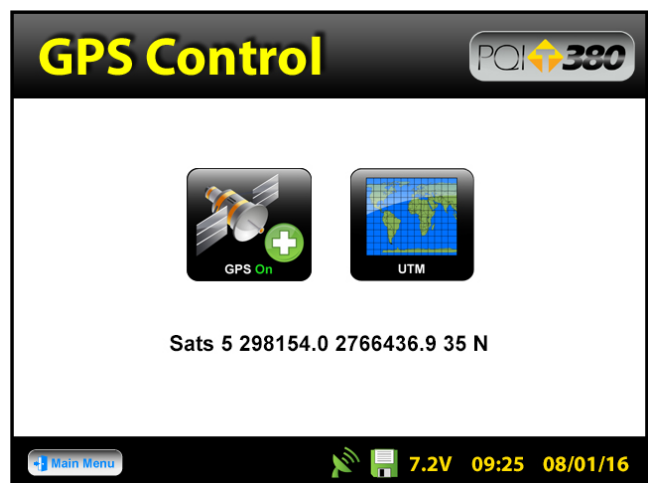 GPS Control
PQI T 380
GPS On
UTM
Sats 5 298154.0 2766436.9 35 N
Main Menu
7.2V 09:25 08/01/16